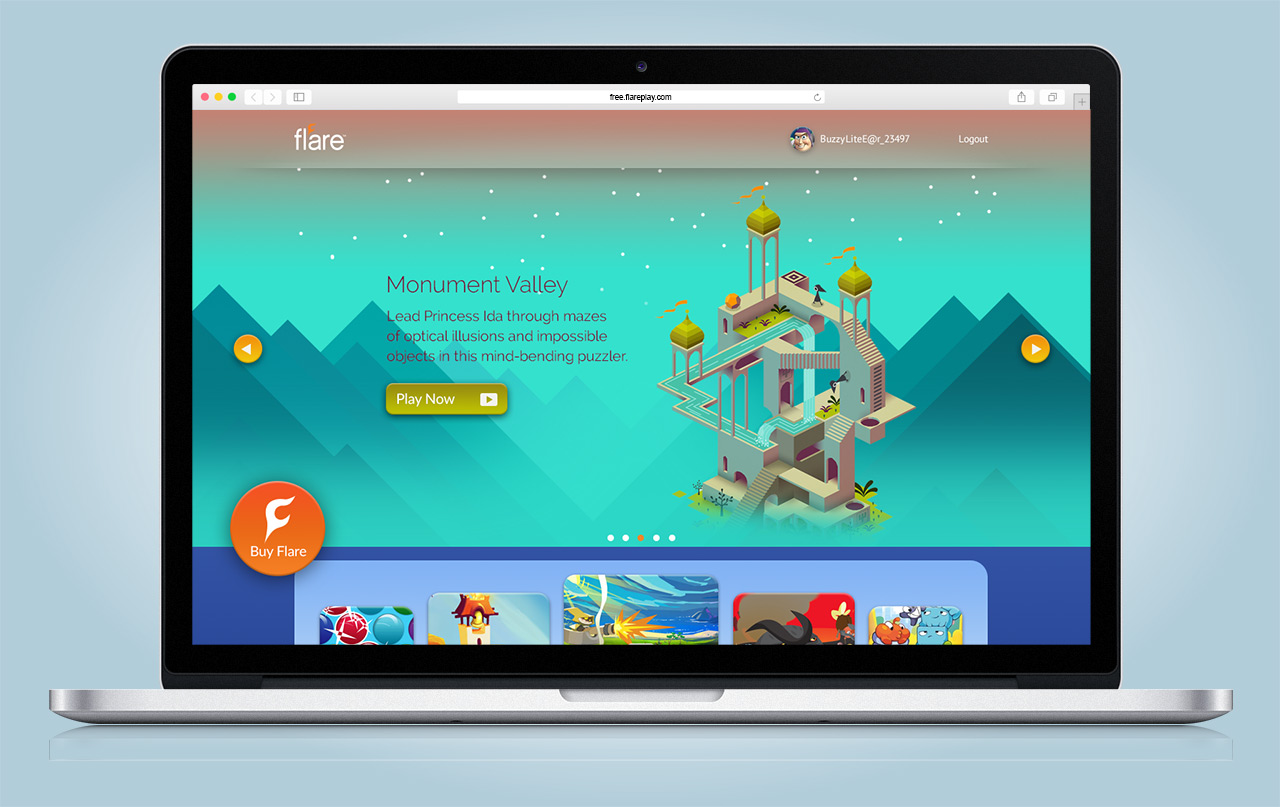 free.flareplay.com
flare
BuzzyLiteE@r_23497
Logout
Monument Valley
Lead Princess Ida through mazes
of optical illusions and impossible
objects in this mind-bending puzzler.
Play Now
Buy Flare